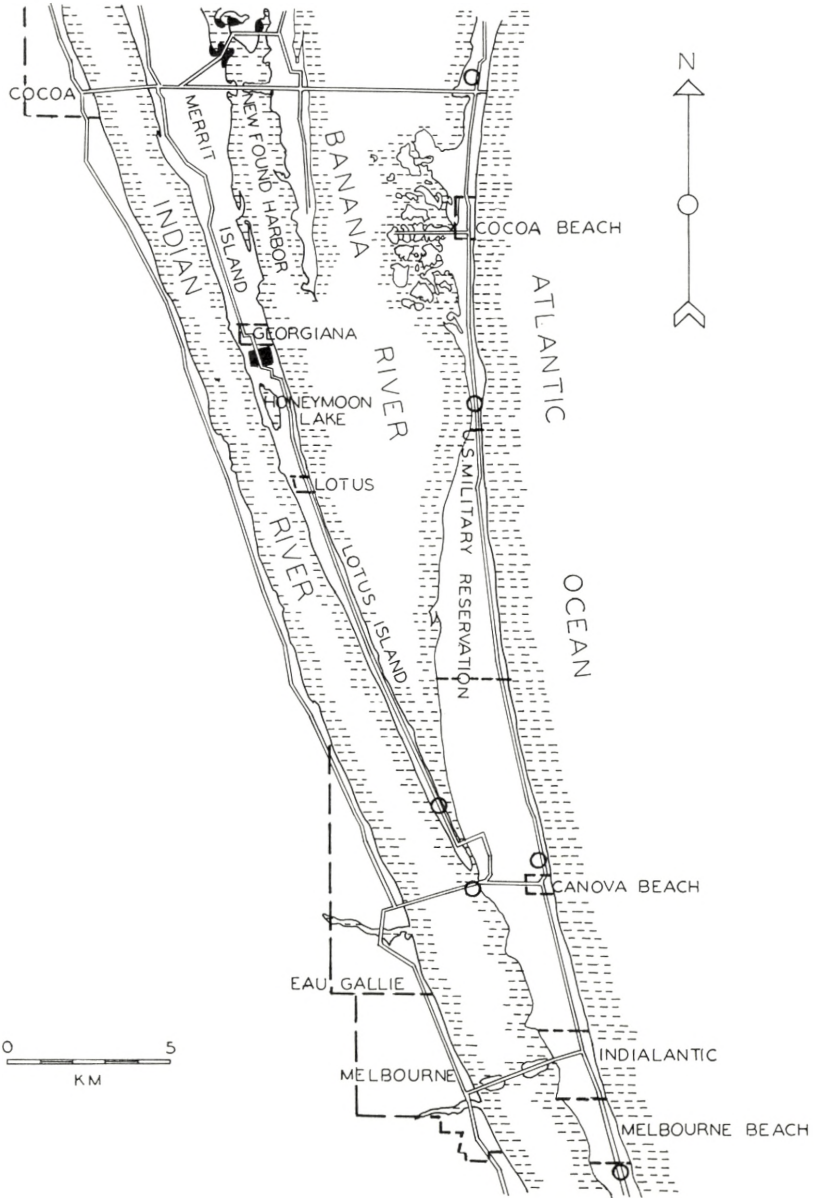 N
COCOA
MERRIT
ISLAND
NEW FOUND HARBOR
BANANA
RIVER
INDIAN
RIVER
COCOA BEACH
ATLANTIC
OCEAN
GEORGIANA
HONEYMOON
LAKE
U.S. MILITARY RESERVATION
LOTUS
LOTUS ISLAND
CANOVA BEACH
EAU GALLIE
0 5
KM
MELBOURNE
INDIALANTIC
MELBOURNE BEACH